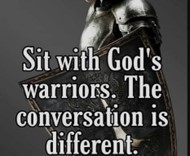 Sit with God's
warriors. The
conversation is
different.